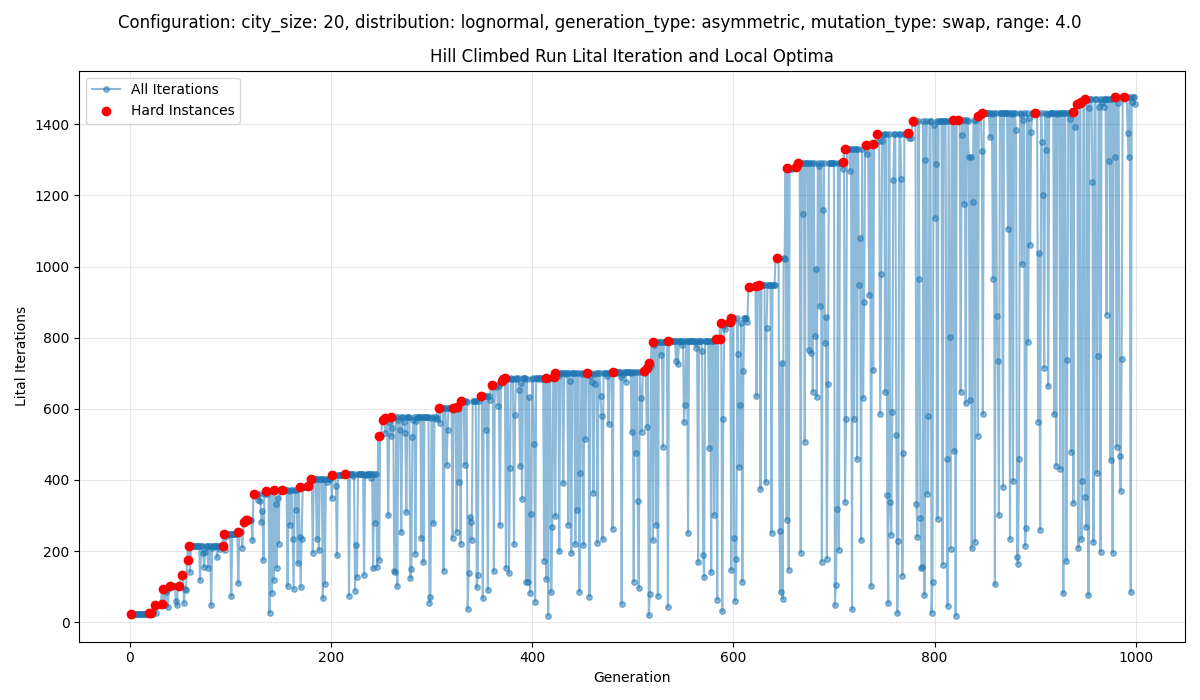 Configuration: city_size: 20, distribution: lognormal, generation_type: asymmetric, mutation_type: swap, range: 4.0
Hill Climbed Run Lital Iteration and Local Optima
All Iterations
Hard Instances
Lital Iterations
1400
1200
1000
800
600
400
200
0
0 200 400 600 800 1000
Generation